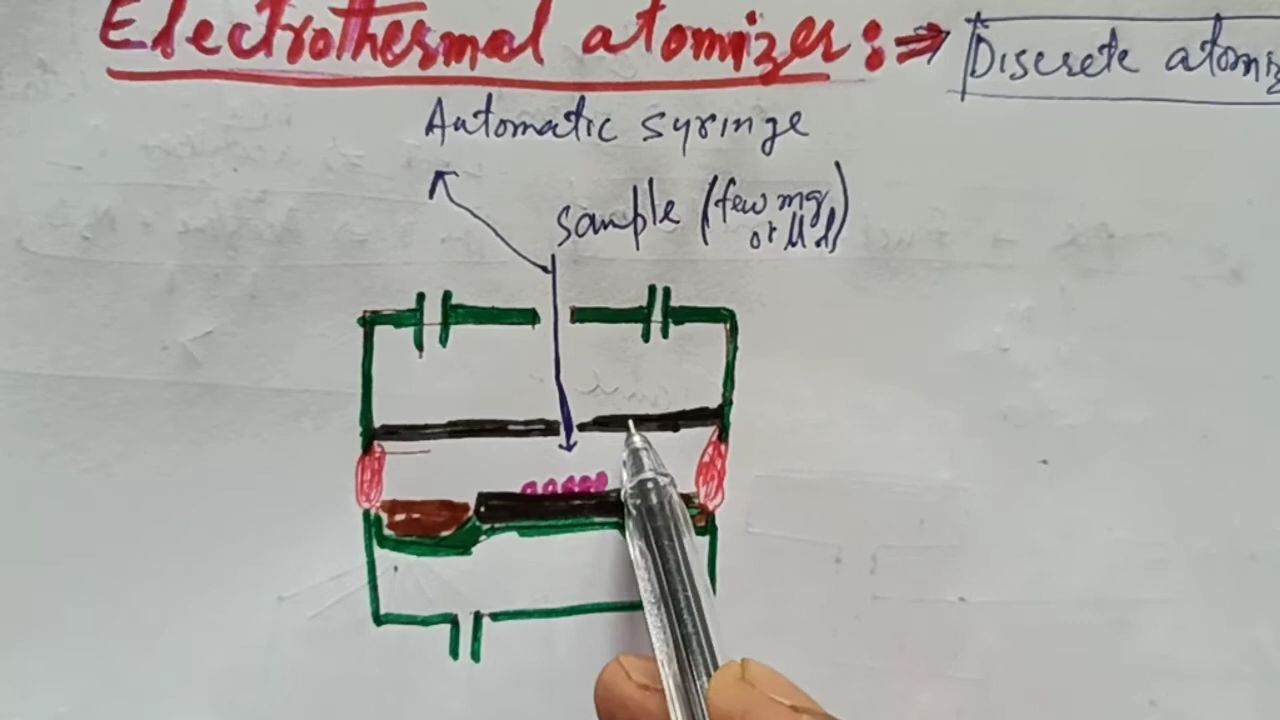 Electrothermal atomizer :⇒
Discrete atomi
Automatic syringe
sample (few mg
or μl)